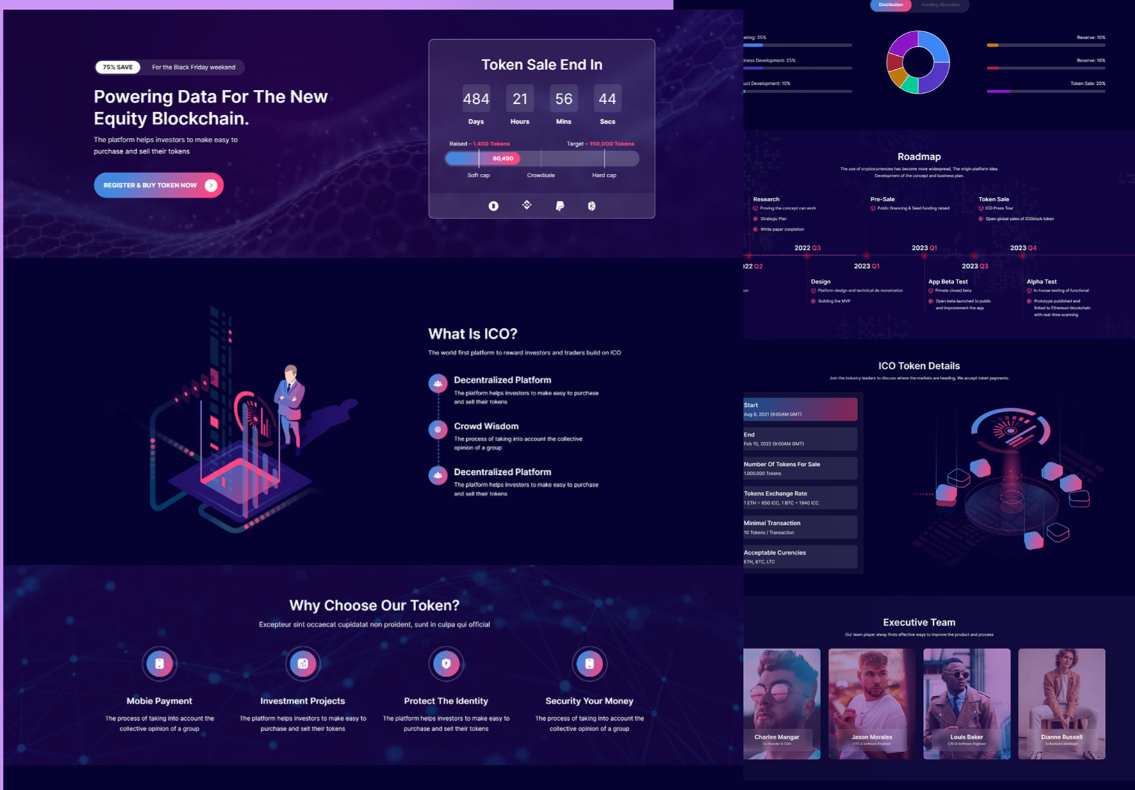 75% SAVE
For the Black Friday weekend
Powering Data For The New
Equity Blockchain.
The platform helps investors to make easy to
purchase and sell their tokens
REGISTER & BUY TOKEN NOW
Token Sale End In
484 21 56 44
Days Hours Mins Secs
Raised - 1,450 Tokens
Target - 150,000 Tokens
60,490
Soft cap Crowdsale Hard cap
What Is ICO?
The world first platform to reward investors and traders build on ICO
Decentralized Platform
The platform helps investors to make easy to purchase
and sell their tokens
Crowd Wisdom
The process of taking into account the collective
opinion of a group
Decentralized Platform
The platform helps investors to make easy to purchase
and sell their tokens
Why Choose Our Token?
Excepteur sint occaecat cupidatat non proident, sunt in culpa qui official
Mobie Payment
The process of taking into account the
collective opinion of a group
Investment Projects
The platform helps investors to make easy to
purchase and sell their tokens
Protect The Identity
The platform helps investors to make easy to
purchase and sell their tokens
Security Your Money
The process of taking into account the
collective opinion of a group
Distribution
Funding Allocation
eting: 25%
iness Development: 25%
uct Development: 10%
Reserve: 10%
Reserve: 10%
Token Sale: 20%
Roadmap
The use of cryptocurrencies has become more widespread, The origin platform idea.
Development of the concept and business plan.
Research
Proving the concept can work
Strategic Plan
White paper conpletion
Pre-Sale
Public financing & Seed funding raised
Token Sale
ICO Press Tour
Open global sales of ICOblock token
2022 Q3
2023 Q1
2023 Q4
22 Q2
2023 Q1
2023 Q3
Design
Platform design and technical de monstration
Building the MVP
App Beta Test
Private closed beta
Open beta launched to public
and improvement the app
Alpha Test
In-house testing of functional
Prototype published and
linked to Ethereum blockchain
with real-time scanning
ICO Token Details
Join the industry leaders to discuss where the markets are heading. We accept token payments.
Start
Aug 8, 2021 (9:00AM GMT)
End
Feb 10, 2022 (9:00AM GMT)
Number Of Tokens For Sale
1.000.000 Tokens
Tokens Exchange Rate
1 ETH = 650 ICC, 1 BTC = 1940 ICC
Minimal Transaction
10 Tokens / Transaction
Acceptable Curencies
ETH, BTC, LTC
Executive Team
Our team player alway finds affective ways to improve the product and process
Charlee Mangar
Co-founder & COO
Jason Morales
CTO & Software Engineer
Louis Baker
CTO & Software Engineer
Dianne Russell